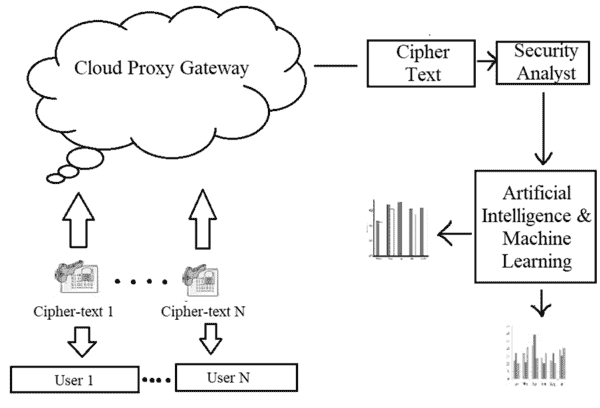 Cloud Proxy Gateway
Cipher
Text
Security
Analyst
Artificial
Intelligence &
Machine
Learning
Cipher-text 1
Cipher-text N
User 1
User N